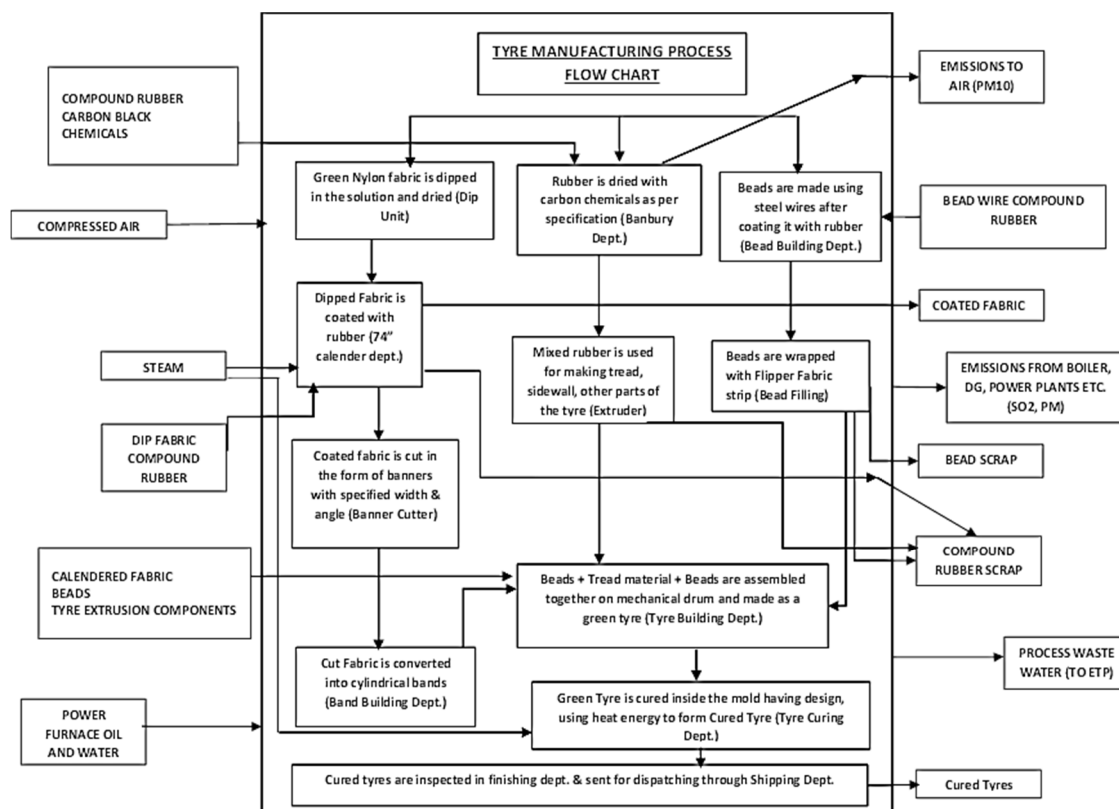 TYRE MANUFACTURING PROCESS
FLOW CHART
EMISSIONS TO
AIR (PM10)
COMPOUND RUBBER
CARBON BLACK
CHEMICALS
Green Nylon fabric is dipped
in the solution and dried (Dip
Unit)
Rubber is dried with
carbon chemicals as per
specification (Banbury
Dept.)
Beads are made using
steel wires after
coating it with rubber
(Bead Building Dept.)
BEAD WIRE COMPOUND
RUBBER
COMPRESSED AIR
Dipped Fabric is
coated with
rubber (74"
calender dept.)
COATED FABRIC
STEAM
Mixed rubber is used
for making tread,
sidewall, other parts of
the tyre (Extruder)
Beads are wrapped
with Flipper Fabric
strip (Bead Filling)
EMISSIONS FROM BOILER,
DG, POWER PLANTS ETC.
(SO2, PM)
DIP FABRIC
COMPOUND
RUBBER
Coated fabric is cut in
the form of banners
with specified width &
angle (Banner Cutter)
BEAD SCRAP
COMPOUND
RUBBER SCRAP
CALENDERED FABRIC
BEADS
TYRE EXTRUSION COMPONENTS
Beads + Tread material + Beads are assembled
together on mechanical drum and made as a
green tyre (Tyre Building Dept.)
Cut Fabric is converted
into cylindrical bands
(Band Building Dept.)
PROCESS WASTE
WATER (TO ETP)
Green Tyre is cured inside the mold having design,
using heat energy to form Cured Tyre (Tyre Curing
Dept.)
POWER
FURNACE OIL
AND WATER
Cured tyres are inspected in finishing dept. & sent for dispatching through Shipping Dept.
Cured Tyres